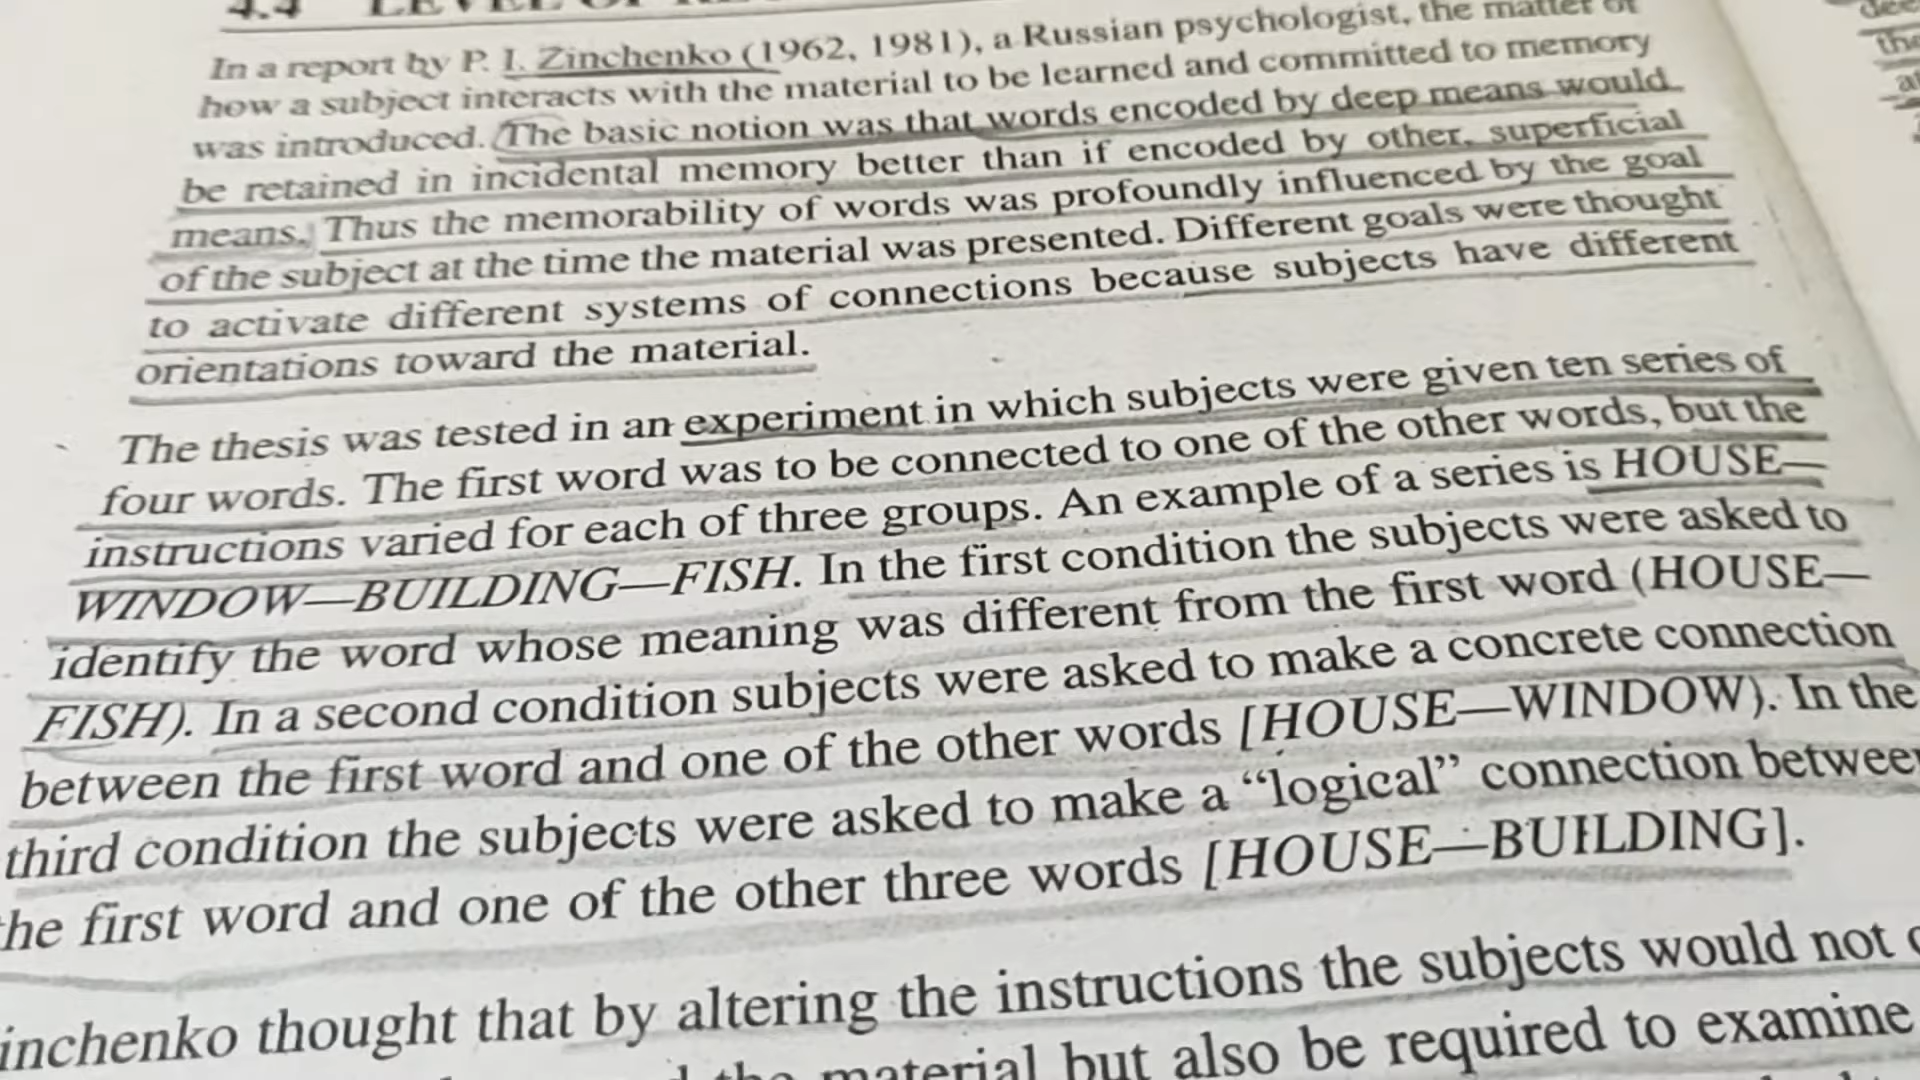 4.4 LEVEL OF
In a report by P. I. Zinchenko (1962, 1981), a Russian psychologist, the matter of
how a subject interacts with the material to be learned and committed to memory
was introduced. The basic notion was that words encoded by deep means would
be retained in incidental memory better than if encoded by other, superficial
means. Thus the memorability of words was profoundly influenced by the goal
of the subject at the time the material was presented. Different goals were thought
to activate different systems of connections because subjects have different
orientations toward the material.
The thesis was tested in an experiment in which subjects were given ten series of
four words. The first word was to be connected to one of the other words, but the
instructions varied for each of three groups. An example of a series is HOUSE—
WINDOW—BUILDING—FISH. In the first condition the subjects were asked to
identify the word whose meaning was different from the first word (HOUSE—
FISH). In a second condition subjects were asked to make a concrete connection
between the first word and one of the other words [HOUSE—WINDOW). In the
third condition the subjects were asked to make a "logical" connection between
the first word and one of the other three words [HOUSE—BUILDING].
inchenko thought that by altering the instructions the subjects would not
the material but also be required to examine